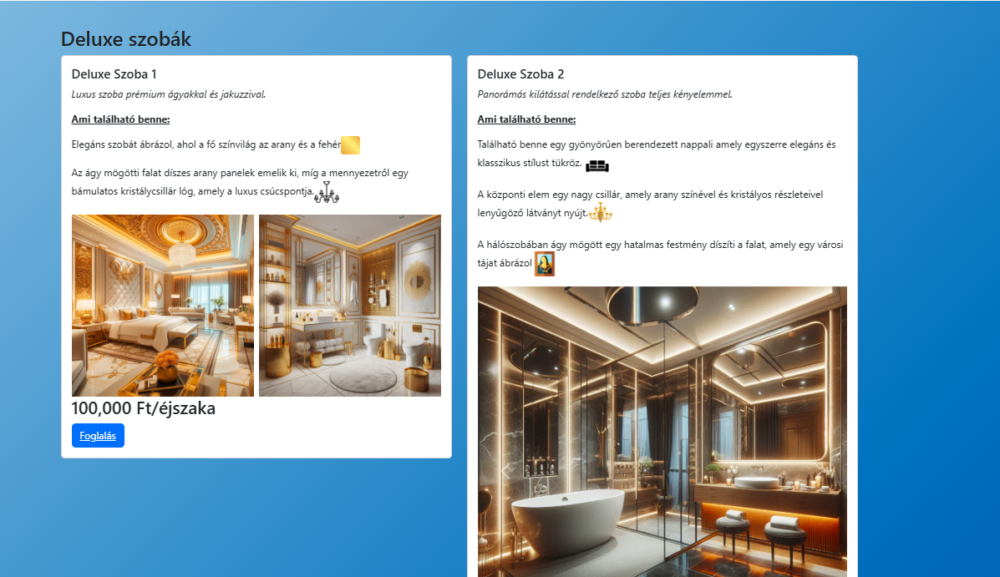 Deluxe szobák
Deluxe Szoba 1
Luxus szoba prémium ágyakkal és jakuzzival.
Ami található benne:
Elegáns szobát ábrázol, ahol a fő színvilág az arany és a fehér
Az ágy mögötti falat díszes arany panelek emelik ki, míg a mennyezetről egy
bámulatos kristálycsillár lóg, amely a luxus csúcspontja.
100,000 Ft/éjszaka
Foglalás
Deluxe Szoba 2
Panorámás kilátással rendelkező szoba teljes kényelemmel.
Ami található benne:
Található benne egy gyönyörűen berendezett nappali amely egyszerre elegáns és
klasszikus stílust tükröz.
A központi elem egy nagy csillár, amely arany színével és kristályos részleteivel
lenyűgöző látványt nyújt.
A hálószobában ágy mögött egy hatalmas festmény díszíti a falat, amely egy városi
tájat ábrázol